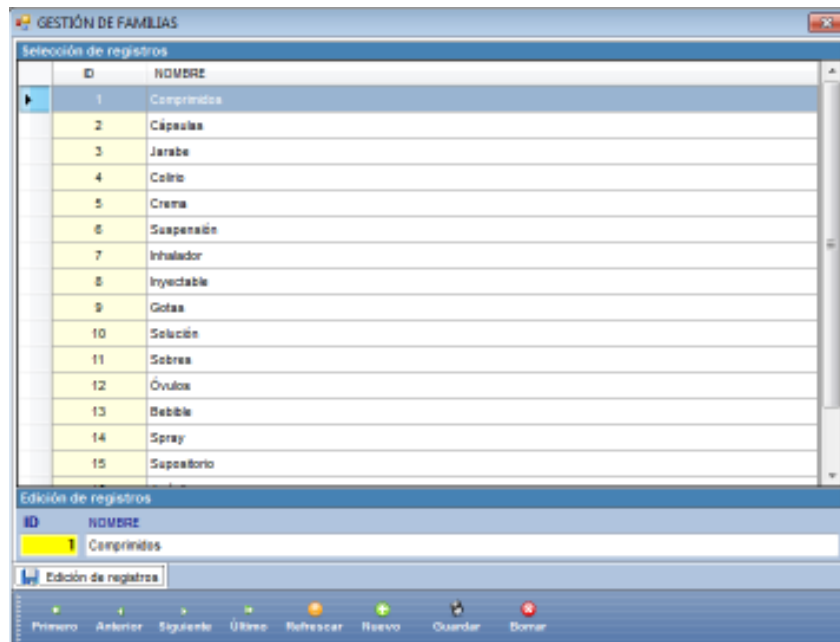 GESTIÓN DE FAMILIAS
Selección de registros
ID NOMBRE
1 Comprimidos
2 Cápsulas
3 Jarabe
4 Colirio
5 Crema
6 Suspensión
7 Inhalador
8 Inyectable
9 Gotas
10 Solución
11 Sobres
12 Óvulos
13 Bebible
14 Spray
15 Supositorio
Edición de registros
ID NOMBRE
1 Comprimidos
Edición de registros
Primero Anterior Siguiente Último Refrescar Nuevo Guardar Borrar